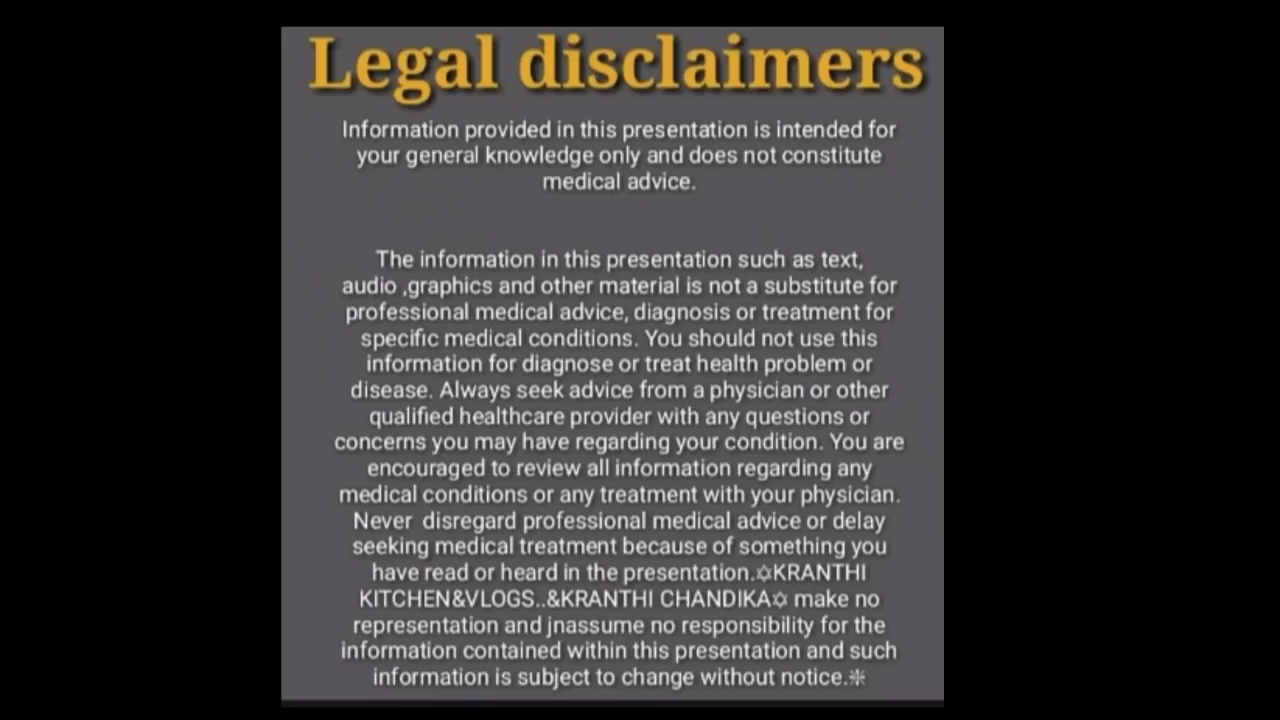 Legal disclaimers
Information provided in this presentation is intended for
your general knowledge only and does not constitute
medical advice.
The information in this presentation such as text,
audio ,graphics and other material is not a substitute for
professional medical advice, diagnosis or treatment for
specific medical conditions. You should not use this
information for diagnose or treat health problem or
disease. Always seek advice from a physician or other
qualified healthcare provider with any questions or
concerns you may have regarding your condition. You are
encouraged to review all information regarding any
medical conditions or any treatment with your physician.
Never  disregard professional medical advice or delay
seeking medical treatment because of something you
have read or heard in the presentation.✡KRANTHI
KITCHEN&VLOGS..&KRANTHI CHANDIKA✡ make no
representation and jnassume no responsibility for the
information contained within this presentation and such
information is subject to change without notice.❈